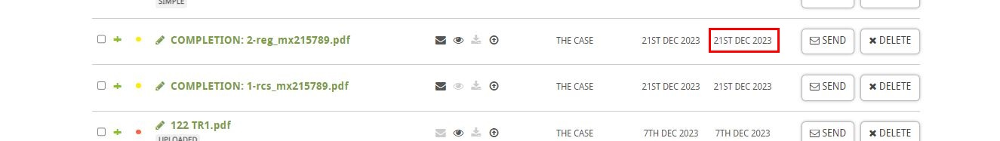 SIMPLE
COMPLETION: 2-reg_mx215789.pdf THE CASE 21ST DEC 2023 21ST DEC 2023 SEND DELETE
COMPLETION: 1-rcs_mx215789.pdf THE CASE 21ST DEC 2023 21ST DEC 2023 SEND DELETE
122 TR1.pdf THE CASE 7TH DEC 2023 7TH DEC 2023 SEND DELETE
UPLOADED